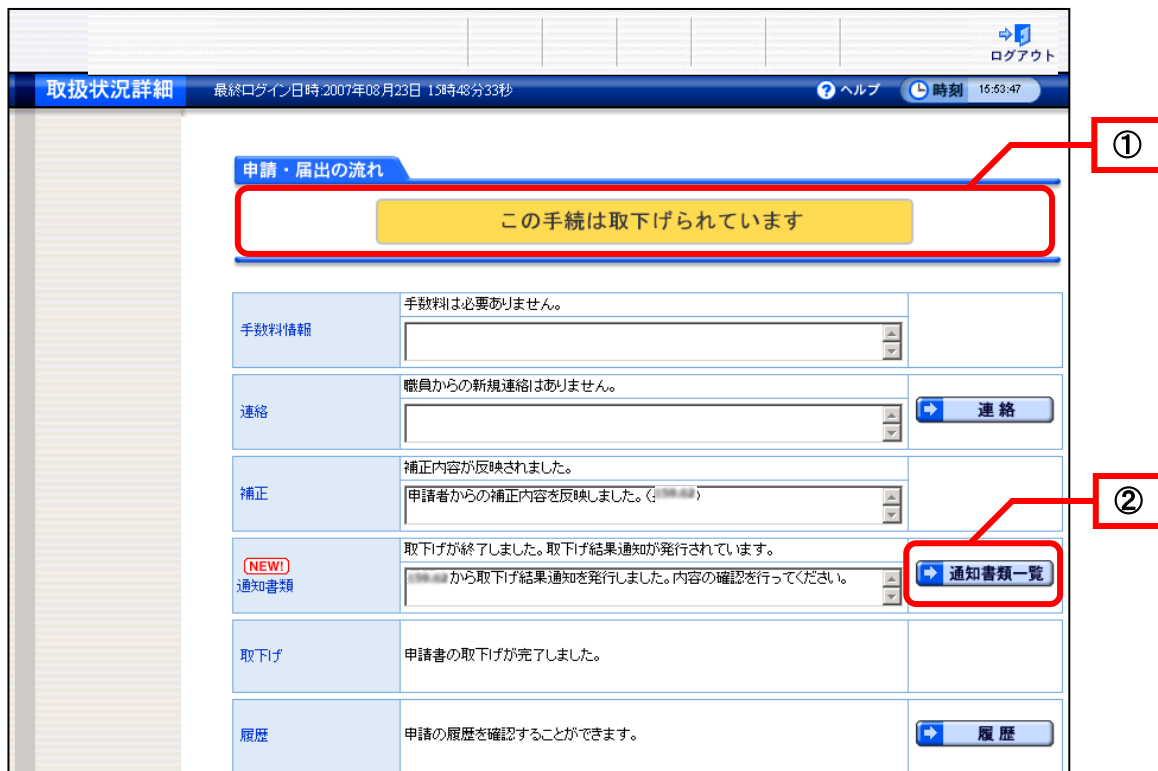 ログアウト
取扱状況詳細
最終ログイン日時:2007年08月23日 15時48分33秒
ヘルプ
時刻 15:53:47
①
申請・届出の流れ
この手続は取下げられています
手数料情報
手数料は必要ありません。
連絡
職員からの新規連絡はありません。
連 絡
補正
補正内容が反映されました。
申請者からの補正内容を反映しました。( )
②
NEW!
通知書類
取下げが終了しました。取下げ結果通知が発行されています。
から取下げ結果通知を発行しました。内容の確認を行ってください。
通知書類一覧
取下げ
申請書の取下げが完了しました。
履歴
申請の履歴を確認することができます。
履 歴